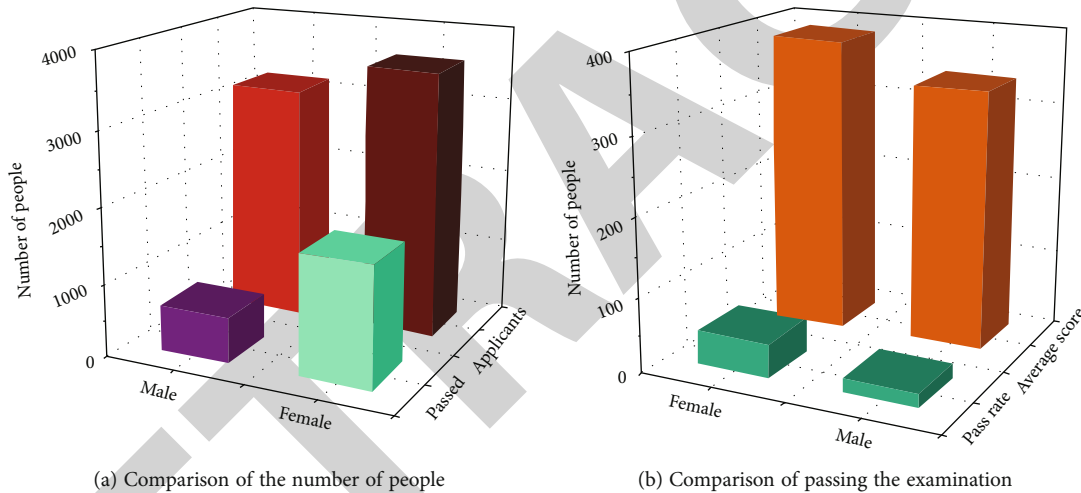 4000
3000
2000
1000
0
Number of people
Male
Female
Passed
Applicants
(a) Comparison of the number of people
400
300
200
100
0
Number of people
Female
Male
Pass rate
Average score
(b) Comparison of passing the examination